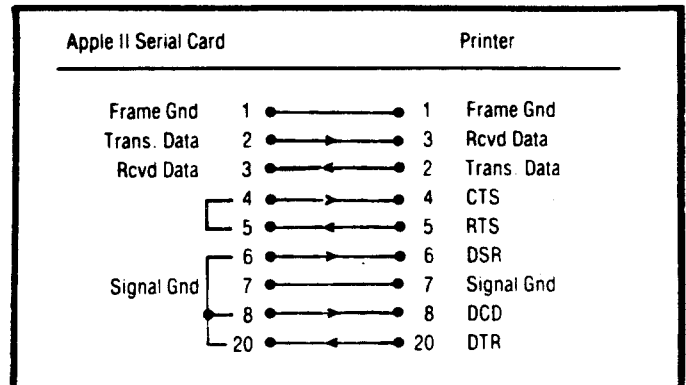 Apple II Serial Card Printer
Frame Gnd 1 1 Frame Gnd
Trans. Data 2 3 Rcvd Data
Rcvd Data 3 2 Trans. Data
4 4 CTS
5 5 RTS
6 6 DSR
Signal Gnd 7 7 Signal Gnd
8 8 DCD
20 20 DTR